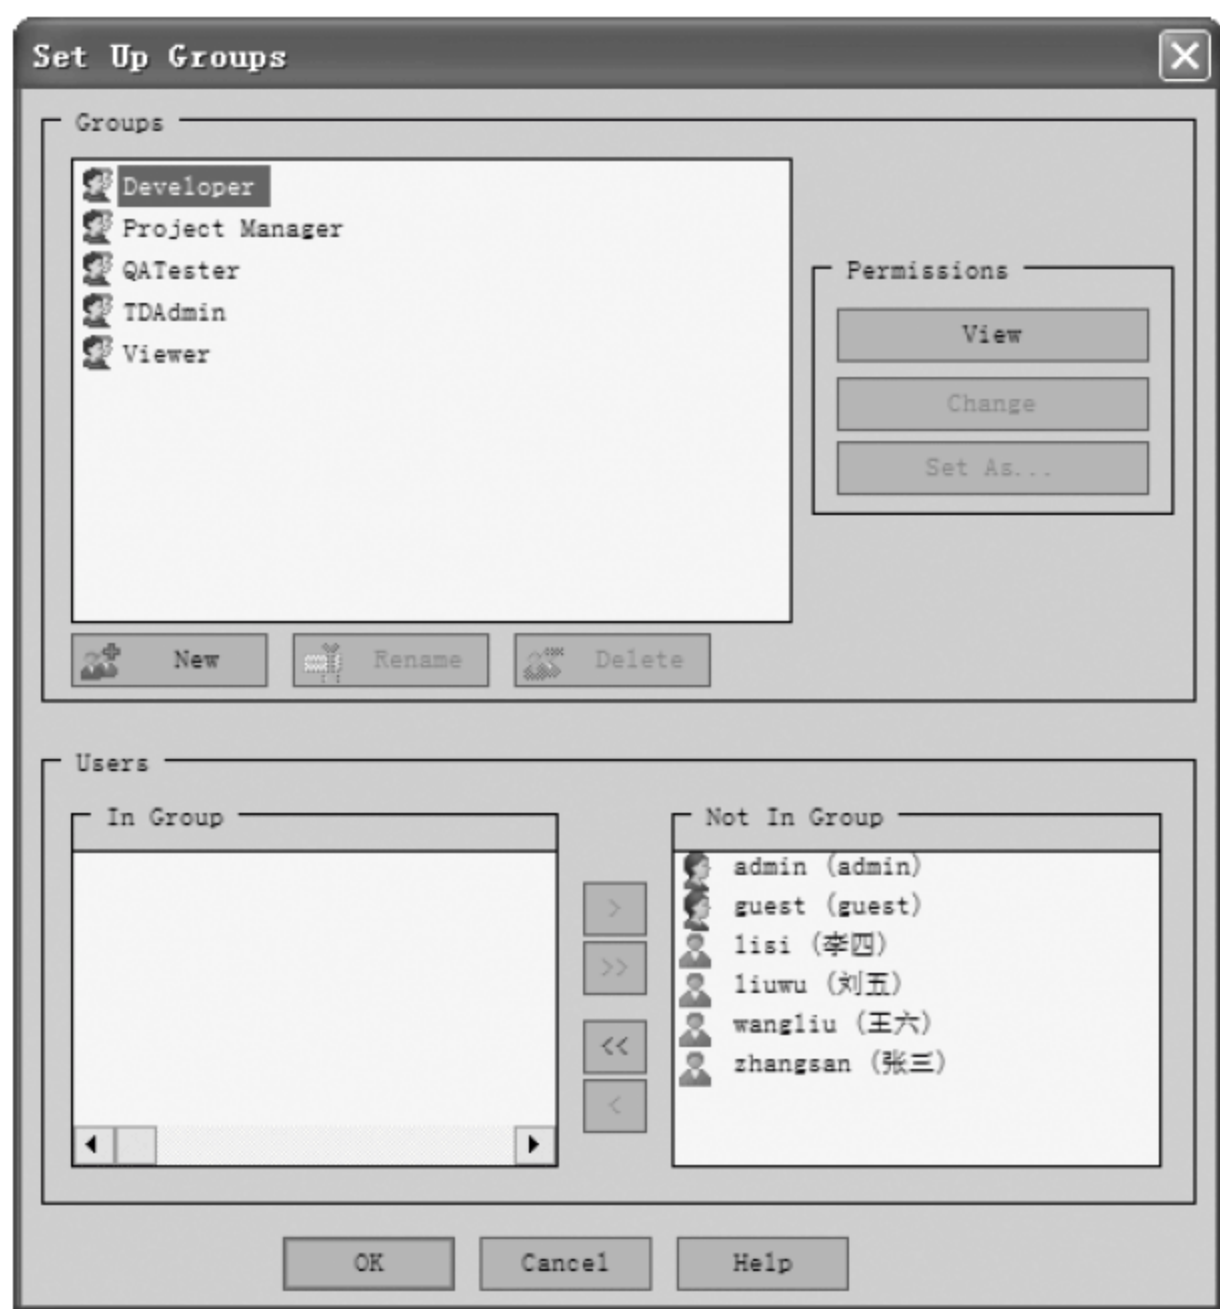 Set Up Groups
Groups
Developer
Project Manager
QATester
TDAdmin
Viewer
Permissions
View
Change
Set As...
New
Rename
Delete
Users
In Group
Not In Group
admin (admin)
guest (guest)
lisi (李四)
liuwu (刘五)
wangliu (王六)
zhangsan (张三)
>
>>
<<
<
OK
Cancel
Help